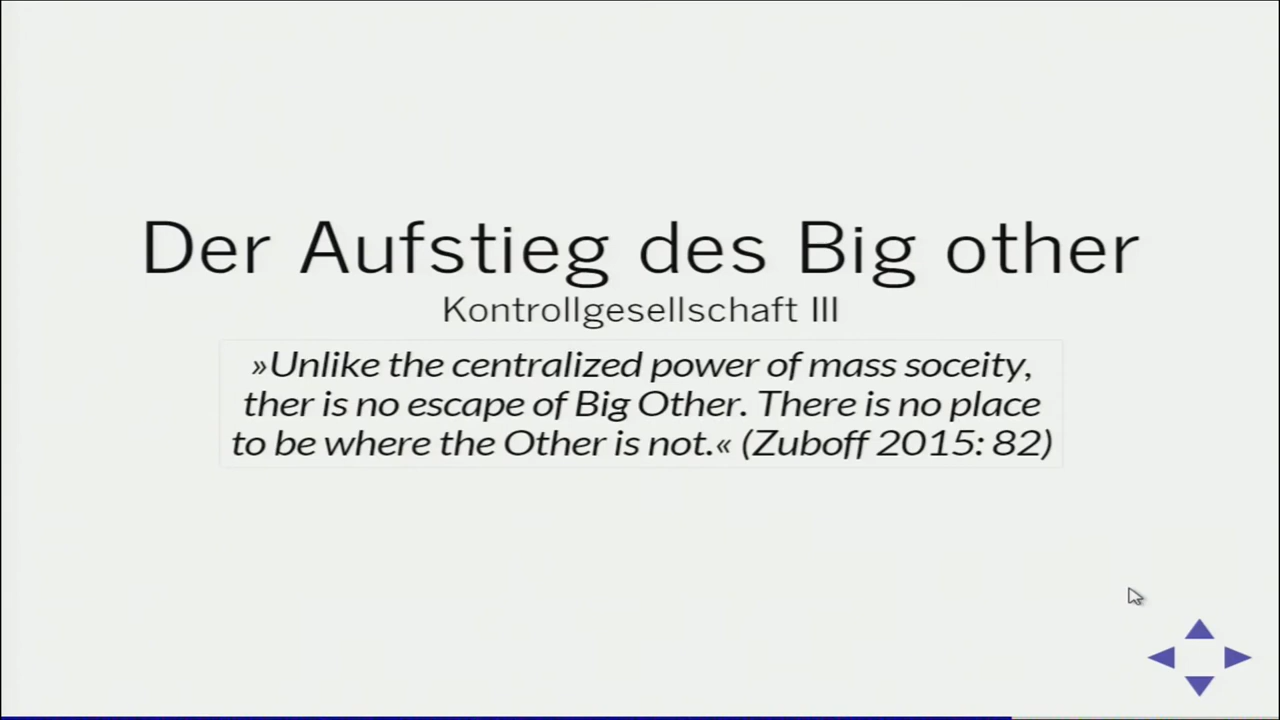 Der Aufstieg des Big other
Kontrollgesellschaft III
»Unlike the centralized power of mass soceity,
ther is no escape of Big Other. There is no place
to be where the Other is not.« (Zuboff 2015: 82)